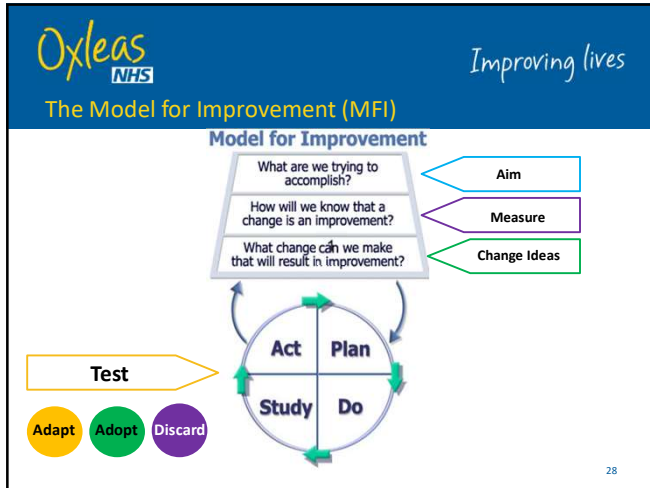 Oxleas
NHS
Improving lives
The Model for Improvement (MFI)
Model for Improvement
What are we trying to
accomplish?
Aim
How will we know that a
change is an improvement?
Measure
What change can we make
that will result in improvement?
Change Ideas
Act
Plan
Test
Study
Do
Adapt
Adopt
Discard
28